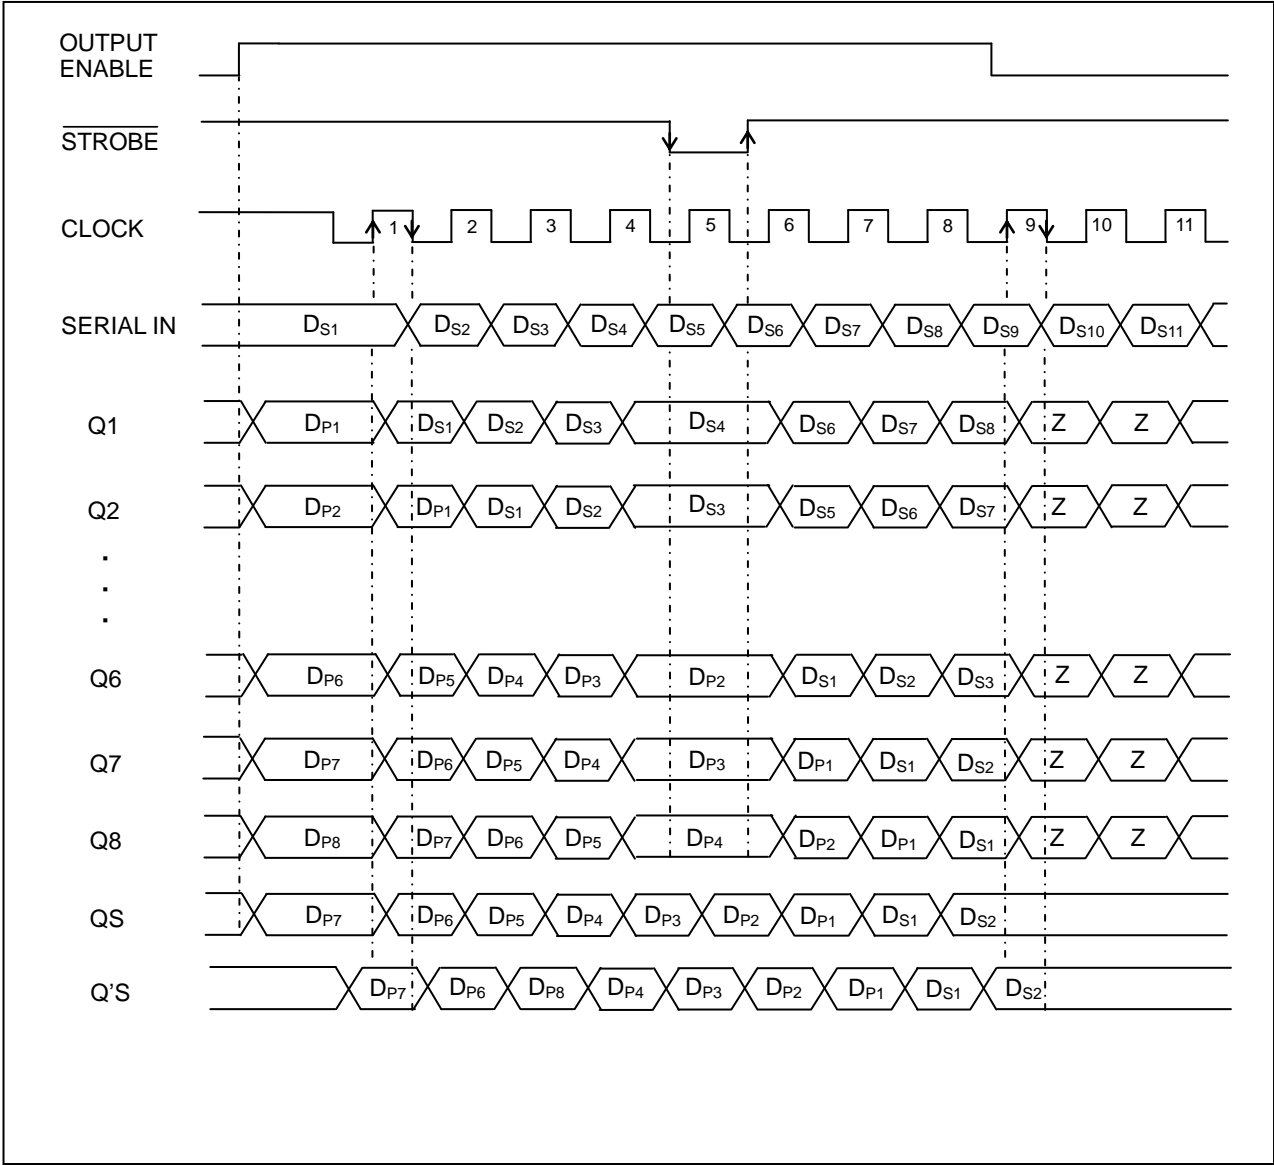 OUTPUT
ENABLE
STROBE
CLOCK 1 2 3 4 5 6 7 8 9 10 11
SERIAL IN DS1 DS2 DS3 DS4 DS5 DS6 DS7 DS8 DS9 DS10 DS11
Q1 DP1 DS1 DS2 DS3 DS4 DS6 DS7 DS8 Z Z
Q2 DP2 DP1 DS1 DS2 DS3 DS5 DS6 DS7 Z Z
.
.
.
Q6 DP6 DP5 DP4 DP3 DP2 DS1 DS2 DS3 Z Z
Q7 DP7 DP6 DP5 DP4 DP3 DP1 DS1 DS2 Z Z
Q8 DP8 DP7 DP6 DP5 DP4 DP2 DP1 DS1 Z Z
QS DP7 DP6 DP5 DP4 DP3 DP2 DP1 DS1 DS2
Q’S DP7 DP6 DP8 DP4 DP3 DP2 DP1 DS1 DS2